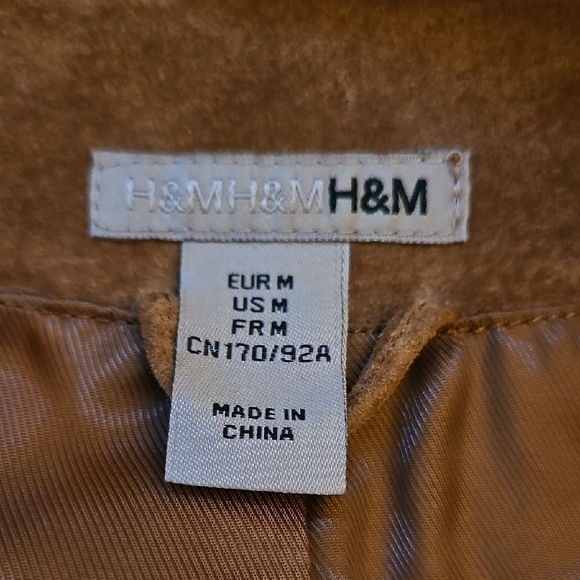 H&MH&MH&M
EUR M
US M
FR M
CN170/92A
MADE IN
CHINA